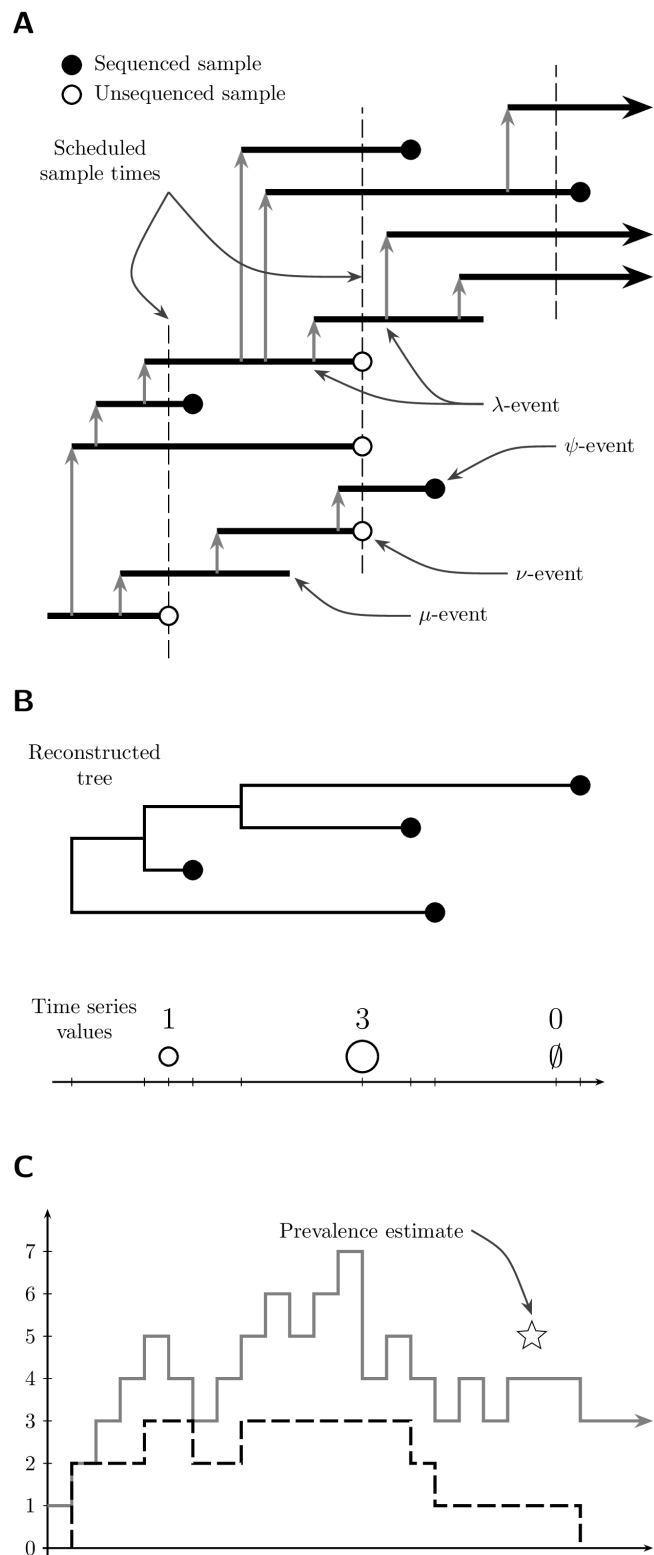 A
Sequenced sample
Unsequenced sample
Scheduled
sample times
λ-event
ψ-event
ν-event
μ-event
B
Reconstructed
tree
Time series
values
1
3
0
∅
C
Prevalence estimate
7
6
5
4
3
2
1
0